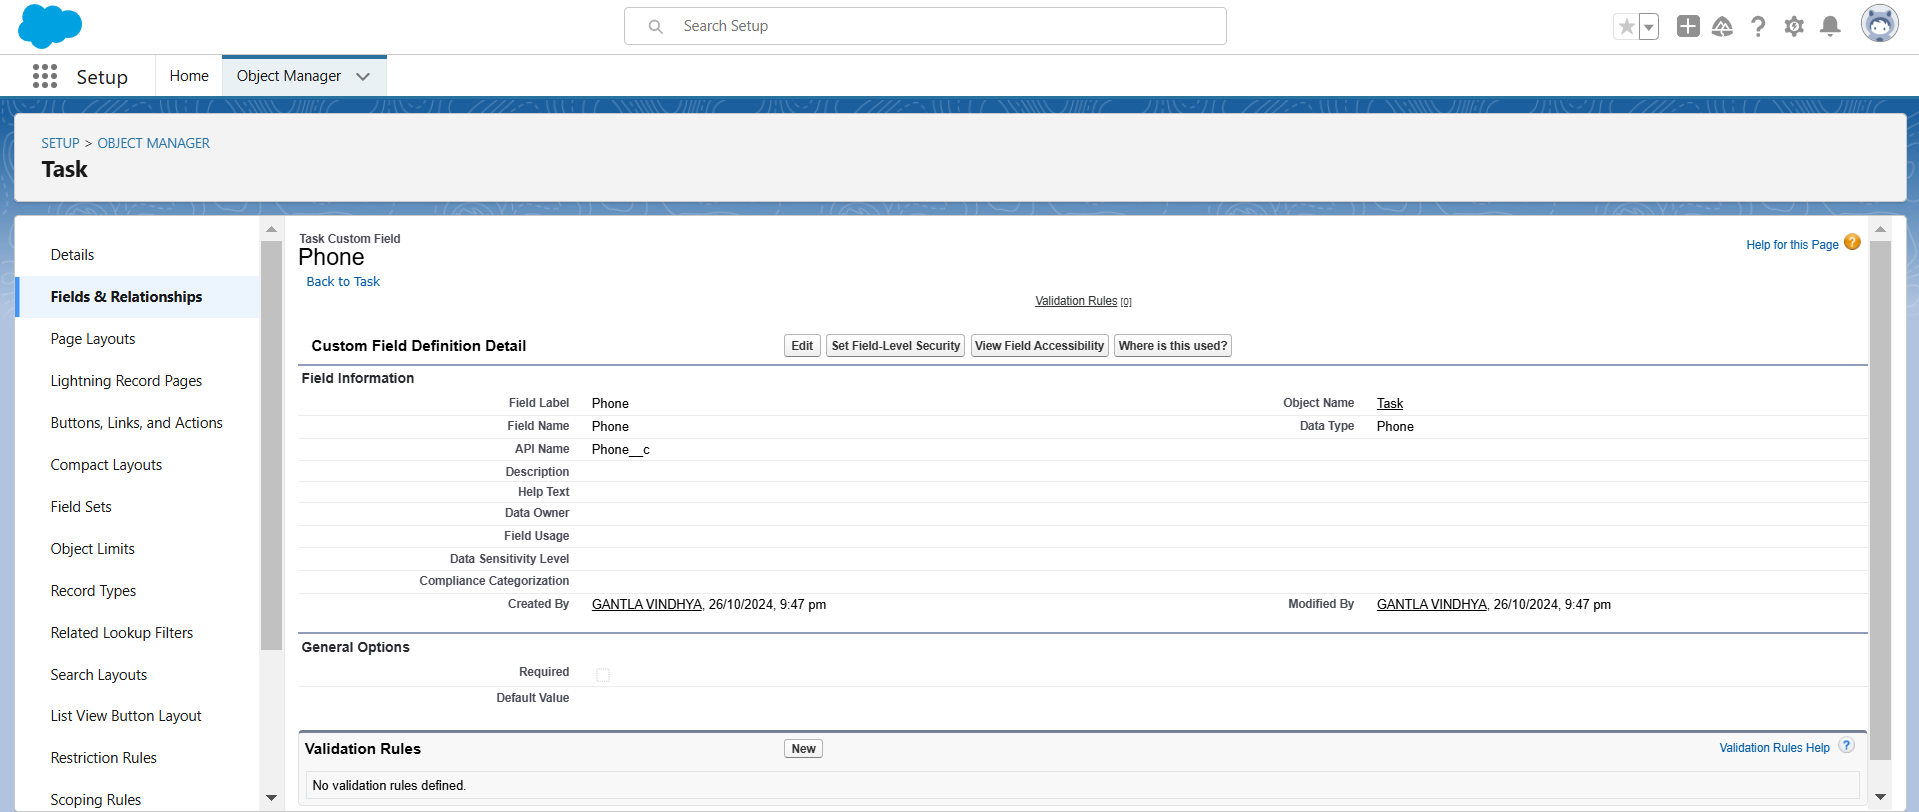 Search Setup
Setup
Home
Object Manager
SETUP > OBJECT MANAGER
Task
Details
Fields & Relationships
Page Layouts
Lightning Record Pages
Buttons, Links, and Actions
Compact Layouts
Field Sets
Object Limits
Record Types
Related Lookup Filters
Search Layouts
List View Button Layout
Restriction Rules
Scoping Rules
Task Custom Field
Phone
Back to Task
Help for this Page ?
Validation Rules [0]
Custom Field Definition Detail Edit Set Field-Level Security View Field Accessibility Where is this used?
Field Information
Field Label Phone Object Name Task
Field Name Phone Data Type Phone
API Name Phone__c
Description
Help Text
Data Owner
Field Usage
Data Sensitivity Level
Compliance Categorization
Created By GANTLA VINDHYA, 26/10/2024, 9:47 pm Modified By GANTLA VINDHYA, 26/10/2024, 9:47 pm
General Options
Required
Default Value
Validation Rules New Validation Rules Help ?
No validation rules defined.